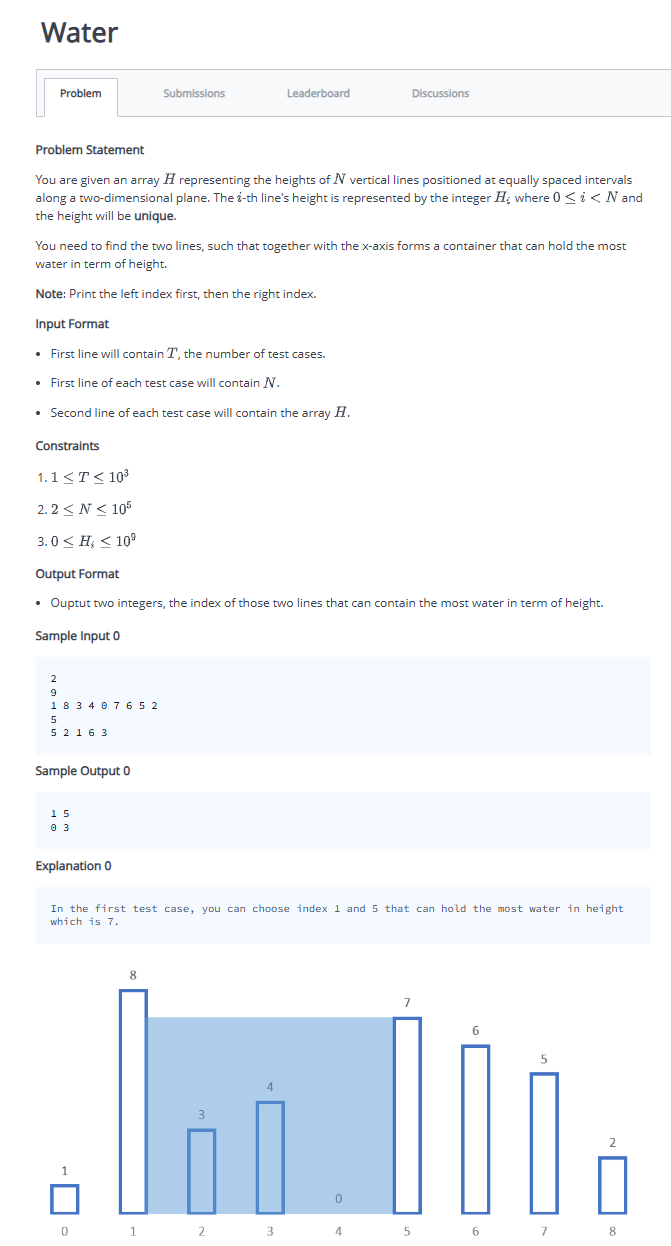 Water
Problem
Submissions
Leaderboard
Discussions
Problem Statement
You are given an array H representing the heights of N vertical lines positioned at equally spaced intervals
along a two-dimensional plane. The i-th line's height is represented by the integer H_i, where 0 ≤ i < N and
the height will be unique.
You need to find the two lines, such that together with the x-axis forms a container that can hold the most
water in term of height.
Note: Print the left index first, then the right index.
Input Format
• First line will contain T, the number of test cases.
• First line of each test case will contain N.
• Second line of each test case will contain the array H.
Constraints
1. 1 ≤ T ≤ 10^3
2. 2 ≤ N ≤ 10^5
3. 0 ≤ H_i ≤ 10^9
Output Format
• Ouptut two integers, the index of those two lines that can contain the most water in term of height.
Sample Input 0
2
9
1 8 3 4 0 7 6 5 2
5
5 2 1 6 3
Sample Output 0
1 5
0 3
Explanation 0
In the first test case, you can choose index 1 and 5 that can hold the most water in height
which is 7.
8
7
6
5
4
3
2
1
0
0 1 2 3 4 5 6 7 8